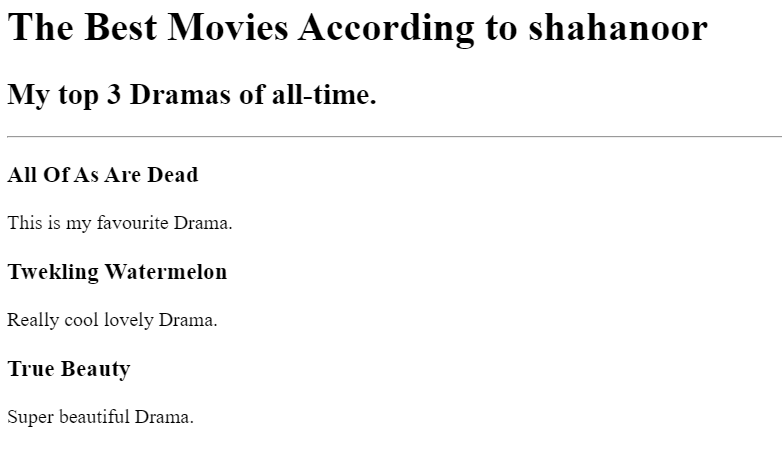 The Best Movies According to shahanoor
My top 3 Dramas of all-time.
All Of As Are Dead
This is my favourite Drama.
Twekling Watermelon
Really cool lovely Drama.
True Beauty
Super beautiful Drama.